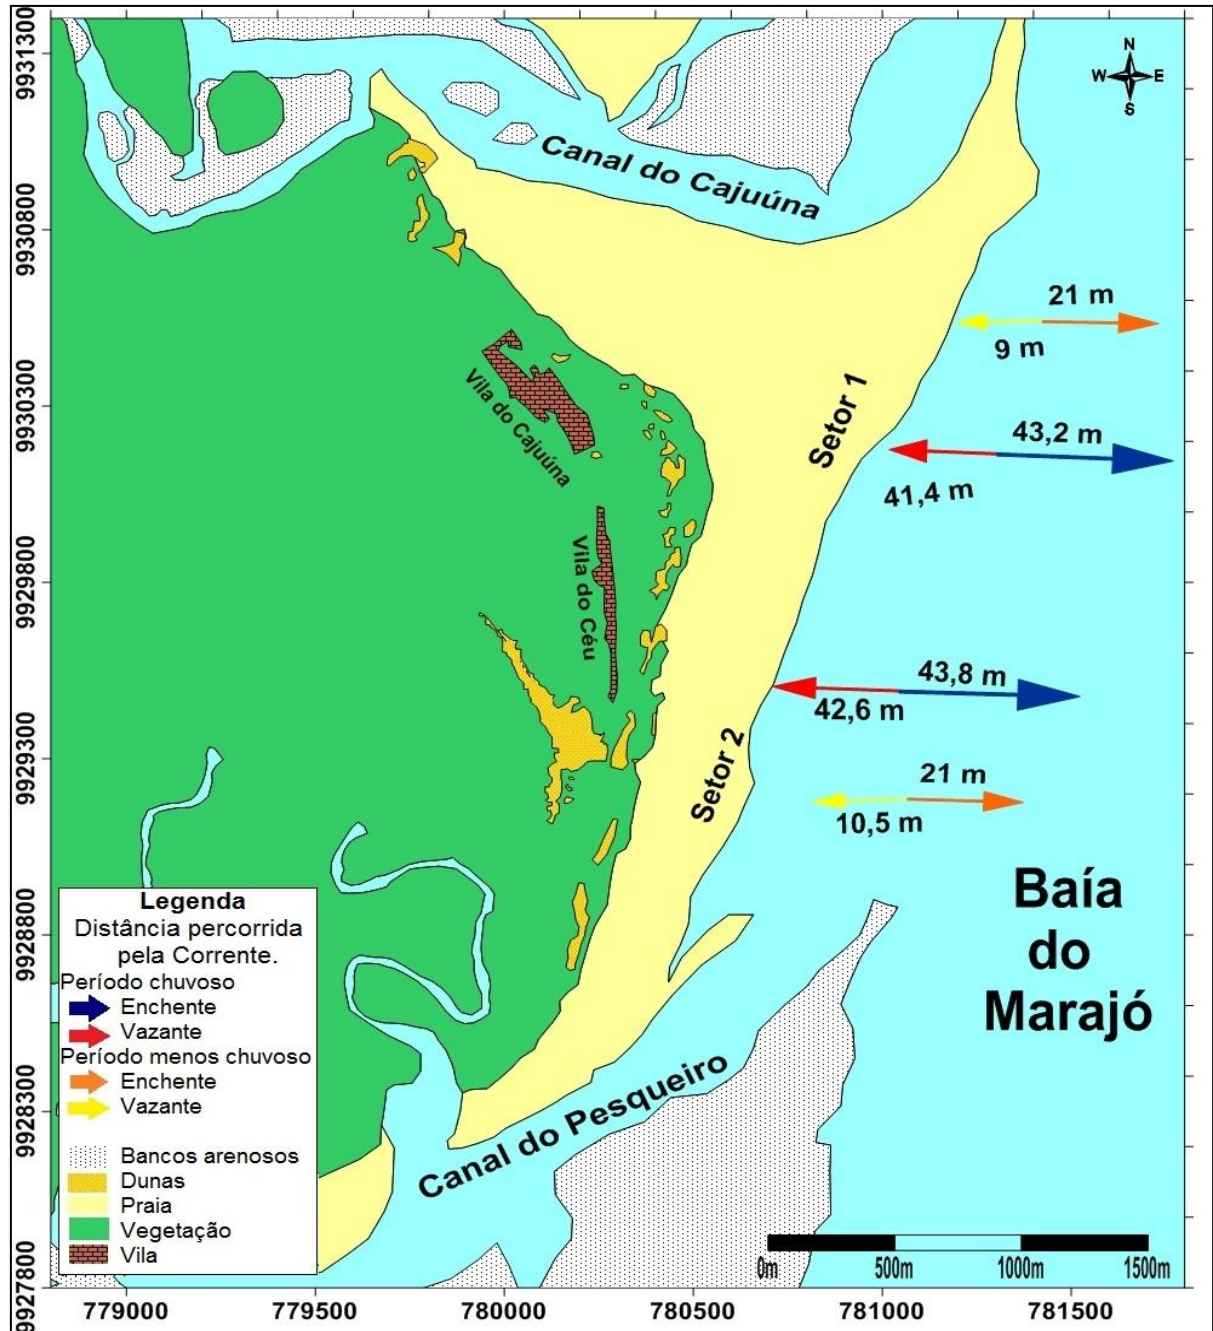 9931300
9930800
9930300
9929800
9929300
9928800
9928300
9927800
N
W E
S
Canal do Cajuúna
21 m
9 m
Setor 1
43,2 m
41,4 m
Vila do Cajuúna
Vila do Céu
43,8 m
42,6 m
Setor 2
21 m
10,5 m
Baía
do
Marajó
Canal do Pesqueiro
Legenda
Distância percorrida
pela Corrente.
Período chuvoso
Enchente
Vazante
Período menos chuvoso
Enchente
Vazante
Bancos arenosos
Dunas
Praia
Vegetação
Vila
0m 500m 1000m 1500m
779000 779500 780000 780500 781000 781500